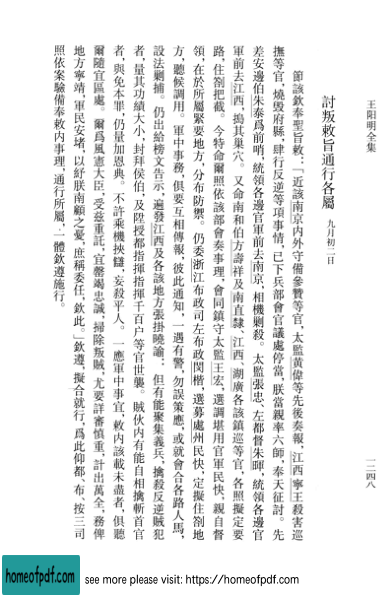 王阳明全集
一二四八
討叛敕旨通行各屬 九月初二日
節該欽奉聖旨敕：「近該南京內外守備參贊等官，太監黃偉等先後奏報，江西寧王殺害巡
撫等官，燒毀府縣，肆行反逆等項事情，已下兵部會官議處停當，朕當親率六師，奉天征討。先
差安邊伯朱泰爲前哨，統領各邊官軍前去南京，相機剿殺。太監張忠、左都督朱暉，統領各邊官
軍前去江西，搗其巢穴。又命南和伯方壽祥及南直隸、江西、湖廣各該鎮巡等官，各照擬定要
路，住劄把截。今特命爾照依該部會奏事理，會同鎮守太監王宏，選調堪用官軍民快，親自督
領，在於所屬緊要地方，分布防禦。仍委浙江布政司左布政閔楷，選募處州民快，定擬住劄地
方，聽候調用。軍中事務，俱要互相傳報，彼此通知，一遇有警，勿誤策應，或就會合各路人馬，
設法剿捕。仍出給榜文告示，遍發江西及各該地方張掛曉諭，但有能聚集義兵，擒殺反逆賊犯
者，量其功績大小，封拜侯伯，及陞授都指揮指揮千百户等官世襲。賊伙內有能自相擒斬首官
者，與免本罪，仍量加恩典。不許乘機挾讎，妄殺平人。一應軍中事宜，敕內該載未盡者，俱聽
爾隨宜區處。爾爲風憲大臣，受兹重託，宜罄竭忠誠，掃除叛賊，尤要詳審慎重，計出萬全，務俾
地方寧靖，軍民安堵，以紓朕南顧之憂，庶稱委任。欽此。」欽遵，擬合就行，爲此仰都、布、按三司
照依案驗備奉敕內事理，通行所屬，一體欽遵施行。
homeofpdf.com
see more please visit: https://homeofpdf.com